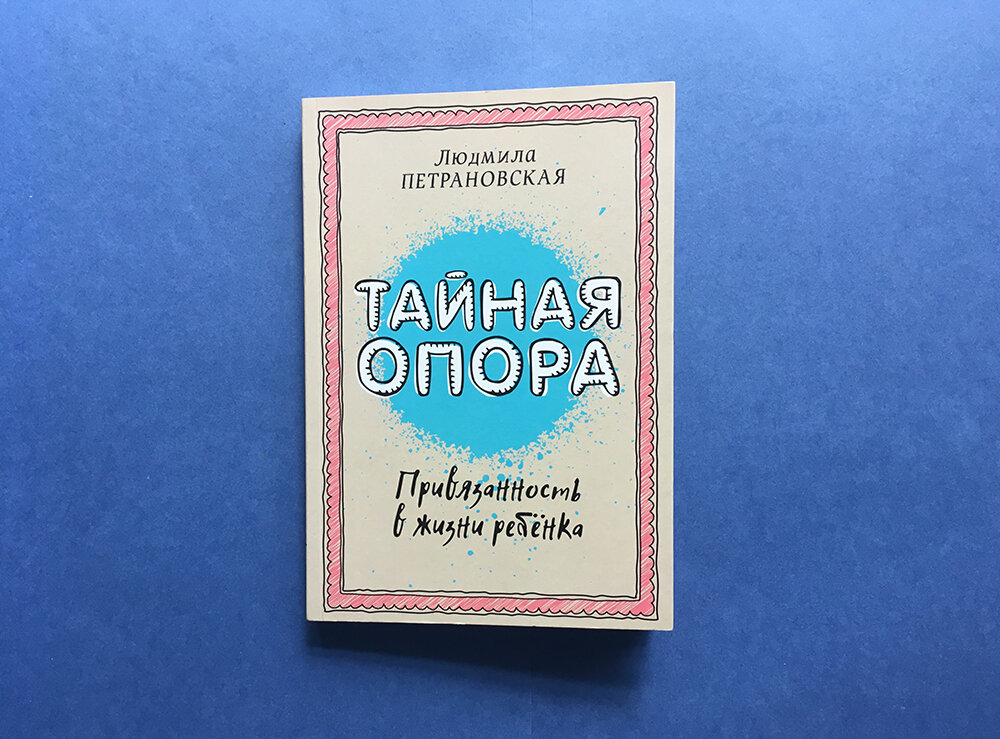 Людмила
ПЕТРАНОВСКАЯ
ТАЙНАЯ
ОПОРА
Привязанность
в жизни ребёнка